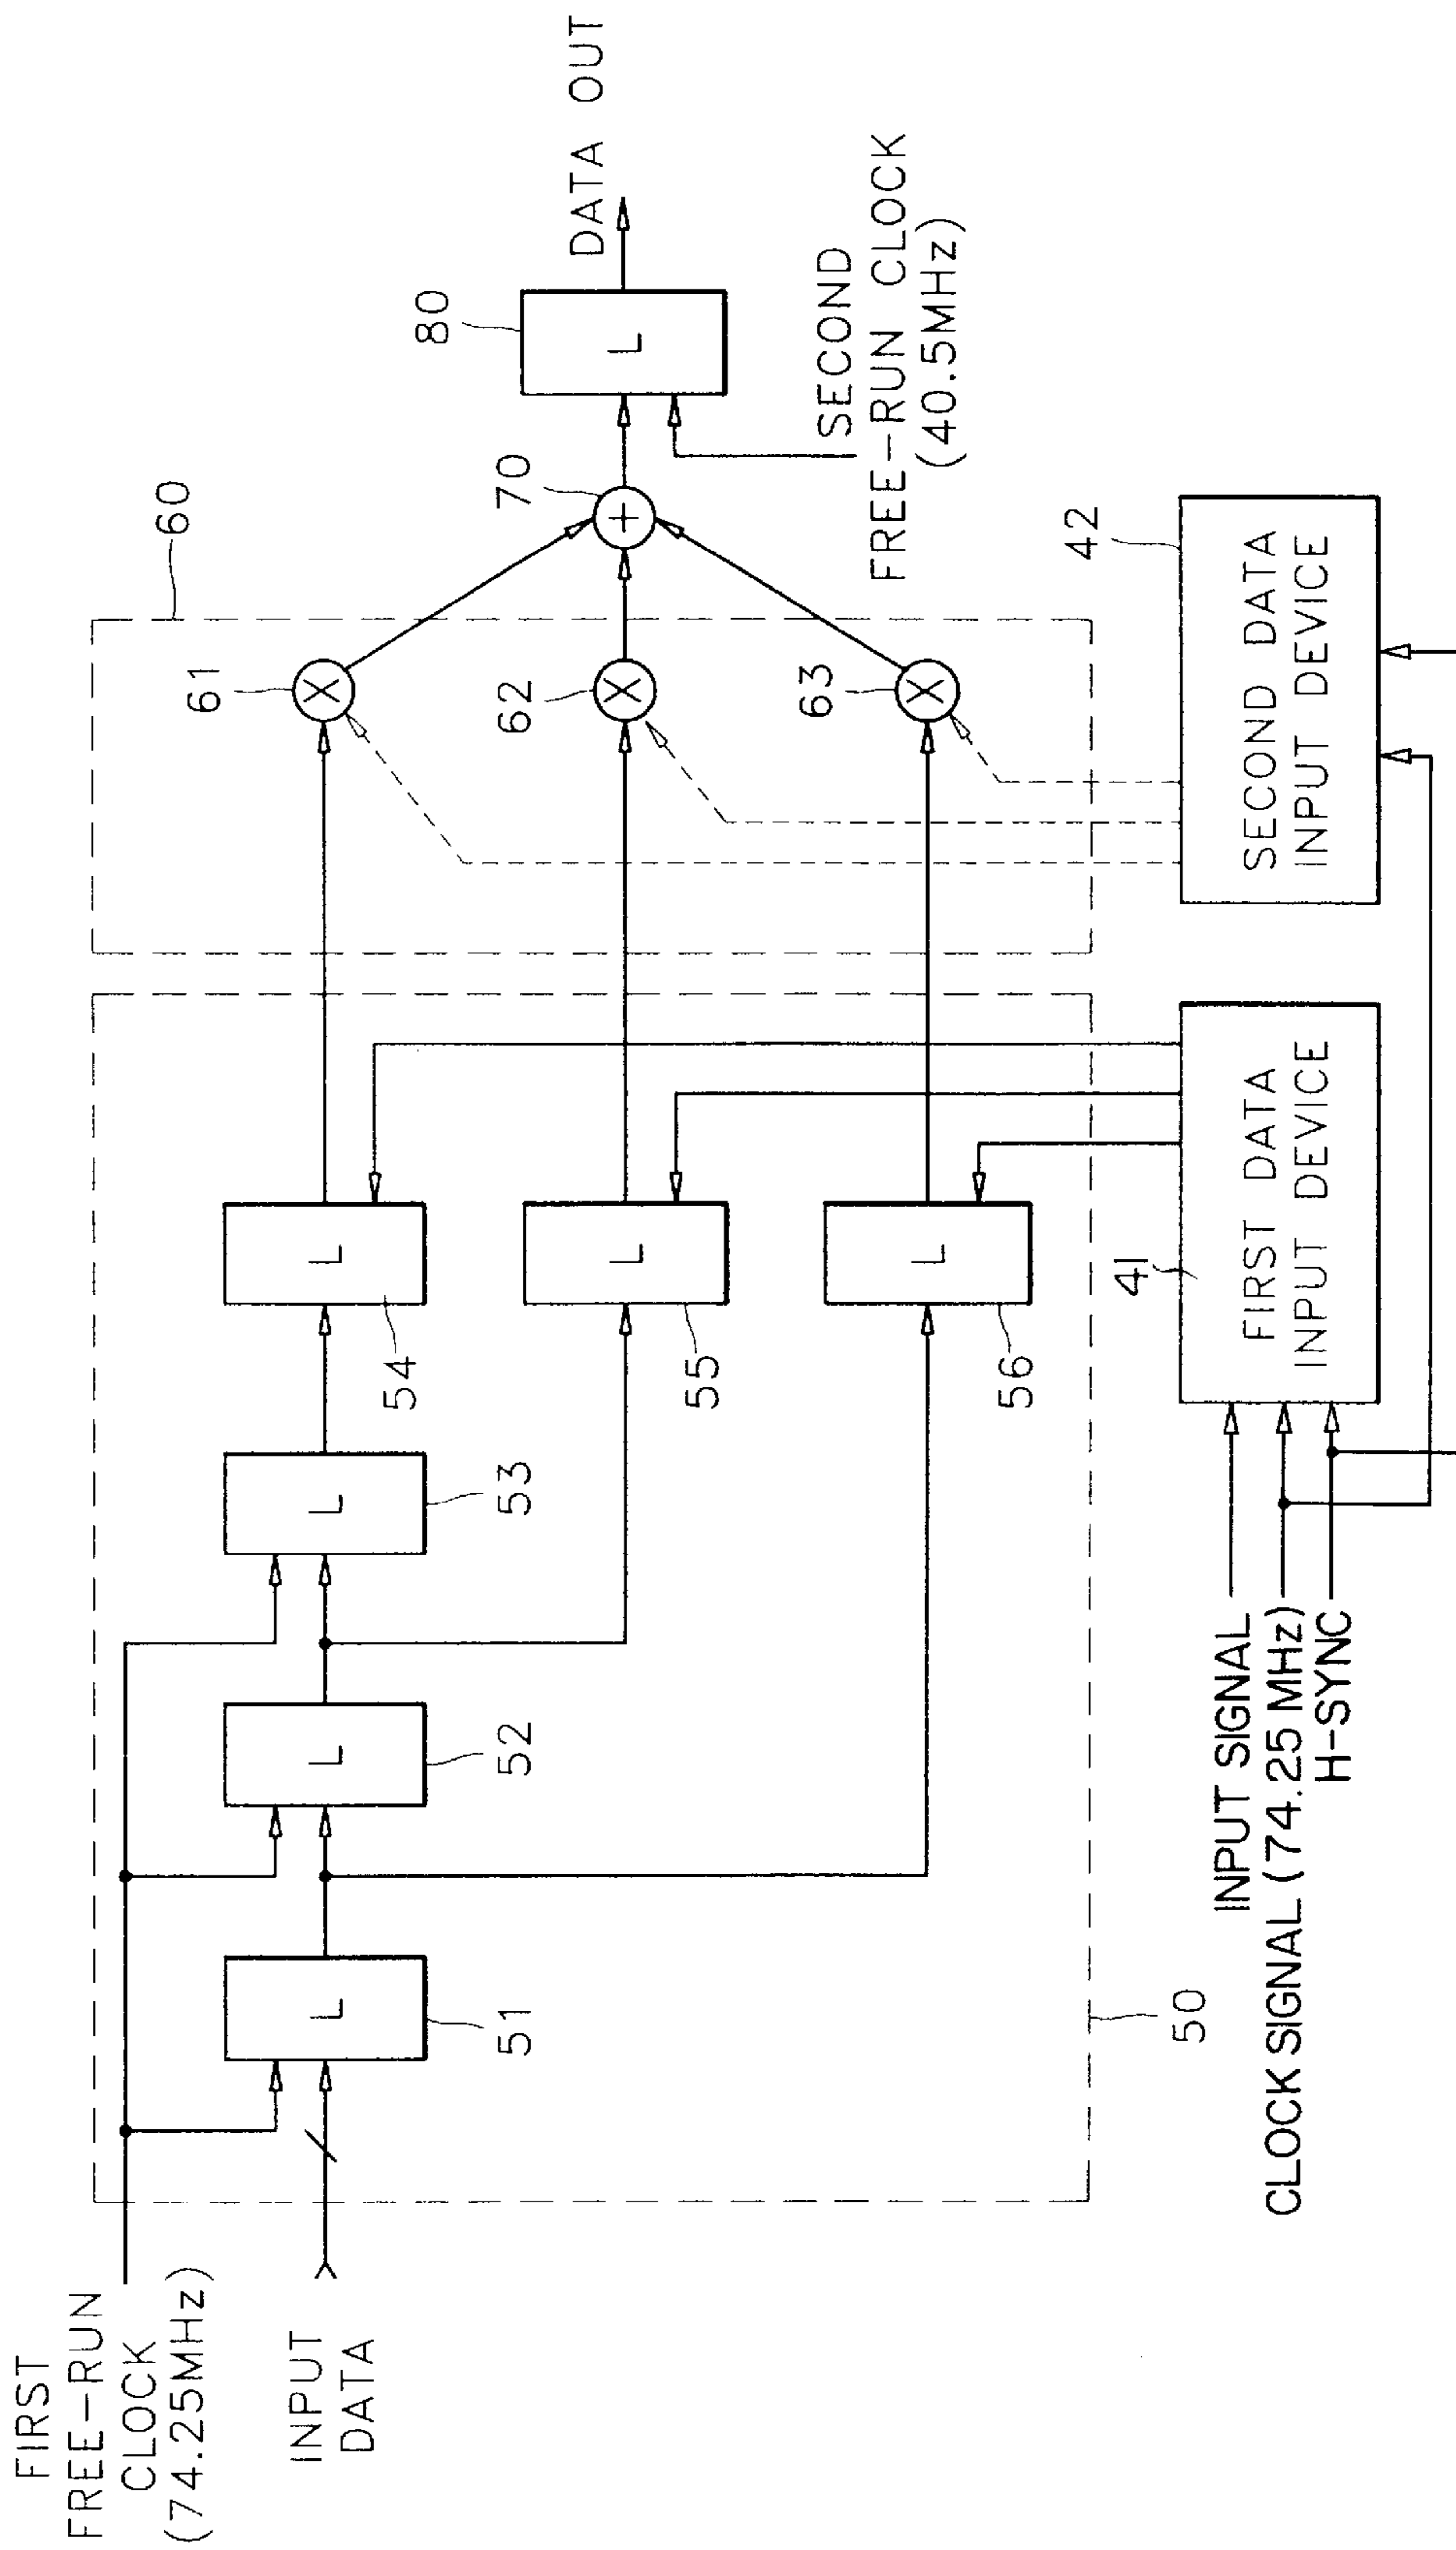 FIRST
FREE-RUN
CLOCK
(74.25MHz)
INPUT
DATA
50
51
L
52
L
53
L
54
L
55
L
56
L
60
61
X
62
X
63
X
70
+
80
L
DATA OUT
SECOND
FREE-RUN CLOCK
(40.5MHz)
41
FIRST DATA
INPUT DEVICE
42
SECOND DATA
INPUT DEVICE
INPUT SIGNAL
CLOCK SIGNAL (74.25 MHz)
H-SYNC